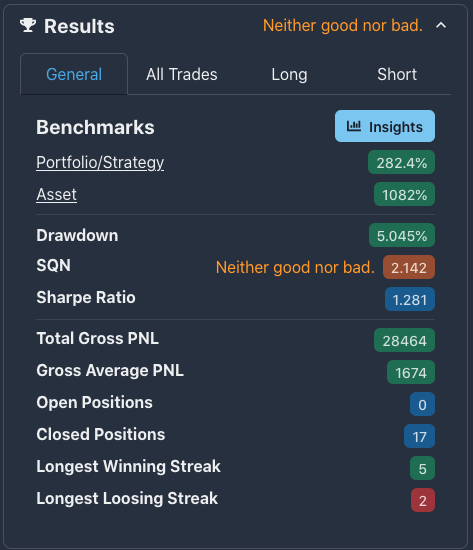 Results Neither good nor bad.
General All Trades Long Short
Benchmarks Insights
Portfolio/Strategy 282.4%
Asset 1082%
Drawdown 5.045%
SQN Neither good nor bad. 2.142
Sharpe Ratio 1.281
Total Gross PNL 28464
Gross Average PNL 1674
Open Positions 0
Closed Positions 17
Longest Winning Streak 5
Longest Loosing Streak 2